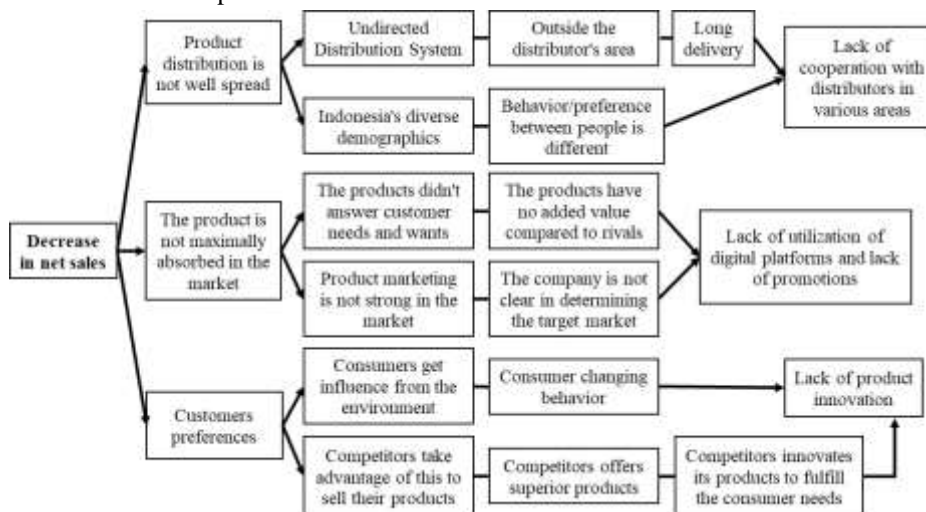 Product
distribution is
not well spread
Undirected
Distribution System
Outside the
distributor's area
Long
delivery
Lack of
cooperation with
distributors in
various areas
Indonesia's diverse
demographics
Behavior/preference
between people is
different
Decrease
in net sales
The product is
not maximally
absorbed in the
market
The products didn't
answer customer
needs and wants
The products have
no added value
compared to rivals
Lack of utilization of
digital platforms and lack
of promotions
Product marketing
is not strong in the
market
The company is not
clear in determining
the target market
Customers
preferences
Consumers get
influence from the
environment
Consumer changing
behavior
Lack of product
innovation
Competitors take
advantage of this to
sell their products
Competitors offers
superior products
Competitors innovates
its products to fulfill
the consumer needs